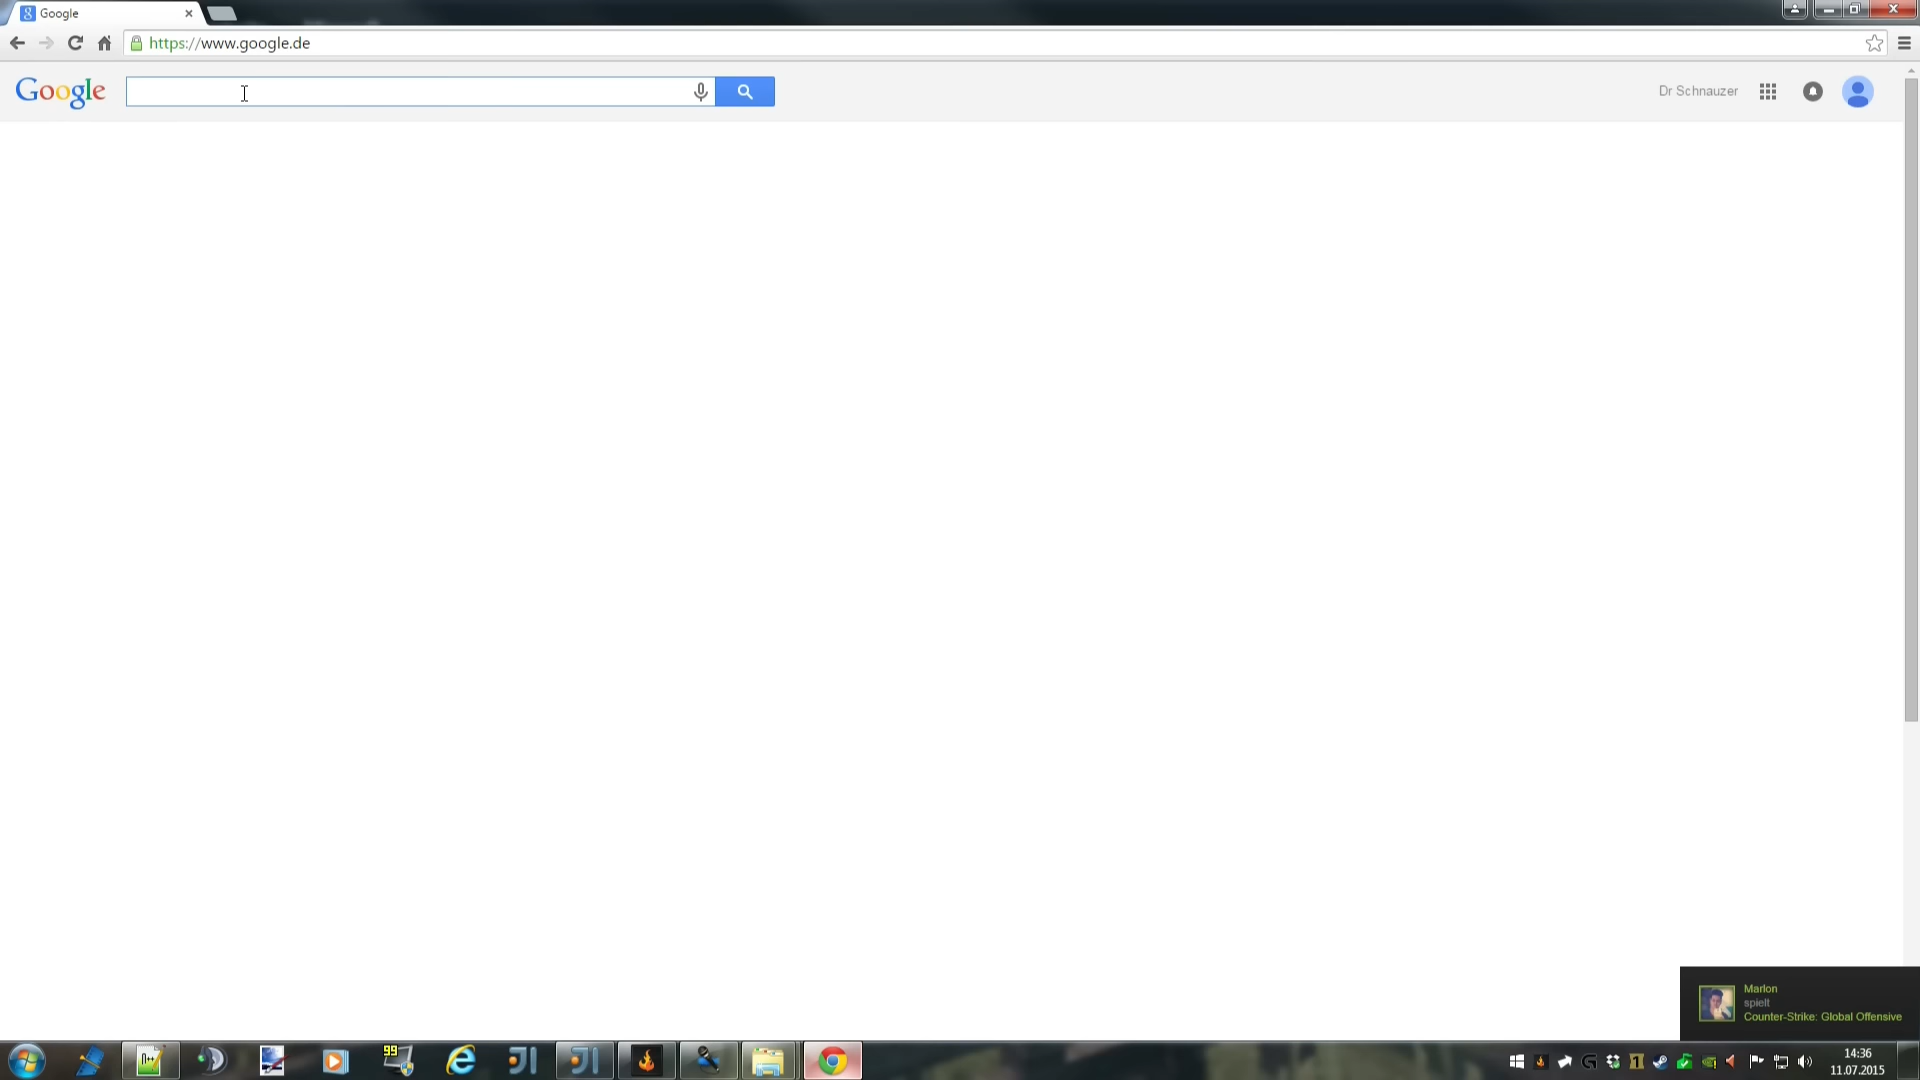 Google
https://www.google.de
Google
Dr Schnauzer
Marlon
spielt
Counter-Strike: Global Offensive
99
14:36
11.07.2015